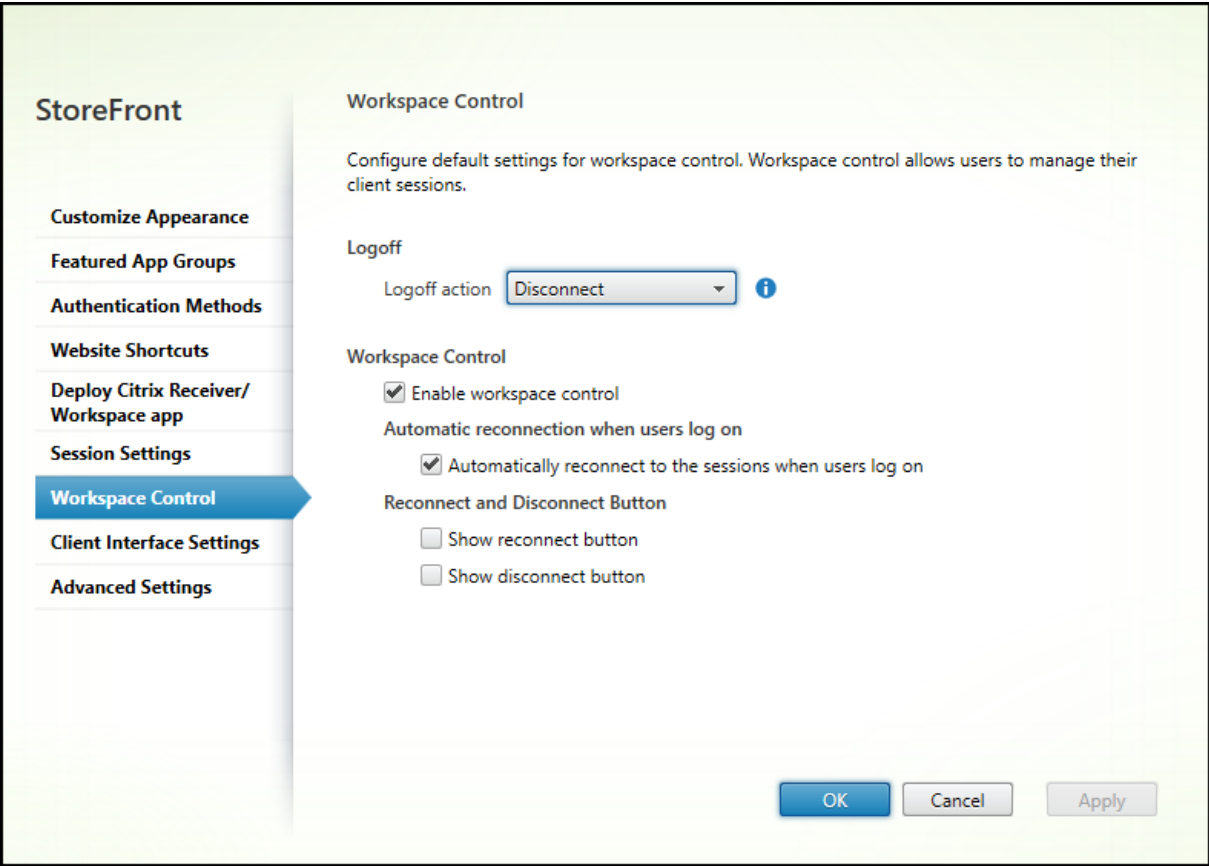 StoreFront
Customize Appearance
Featured App Groups
Authentication Methods
Website Shortcuts
Deploy Citrix Receiver/
Workspace app
Session Settings
Workspace Control
Client Interface Settings
Advanced Settings
Workspace Control
Configure default settings for workspace control. Workspace control allows users to manage their
client sessions.
Logoff
Logoff action Disconnect
Workspace Control
Enable workspace control
Automatic reconnection when users log on
Automatically reconnect to the sessions when users log on
Reconnect and Disconnect Button
Show reconnect button
Show disconnect button
OK Cancel Apply